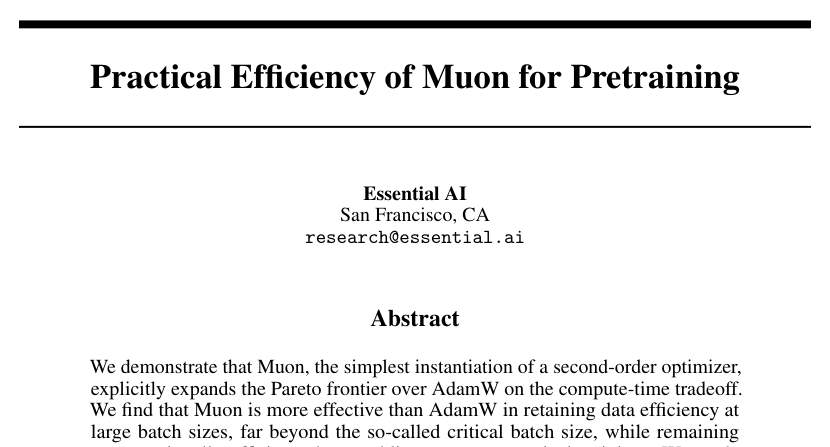 Practical Efficiency of Muon for Pretraining
Essential AI
San Francisco, CA
research@essential.ai
Abstract
We demonstrate that Muon, the simplest instantiation of a second-order optimizer,
explicitly expands the Pareto frontier over AdamW on the compute-time tradeoff.
We find that Muon is more effective than AdamW in retaining data efficiency at
large batch sizes, far beyond the so-called critical batch size, while remaining